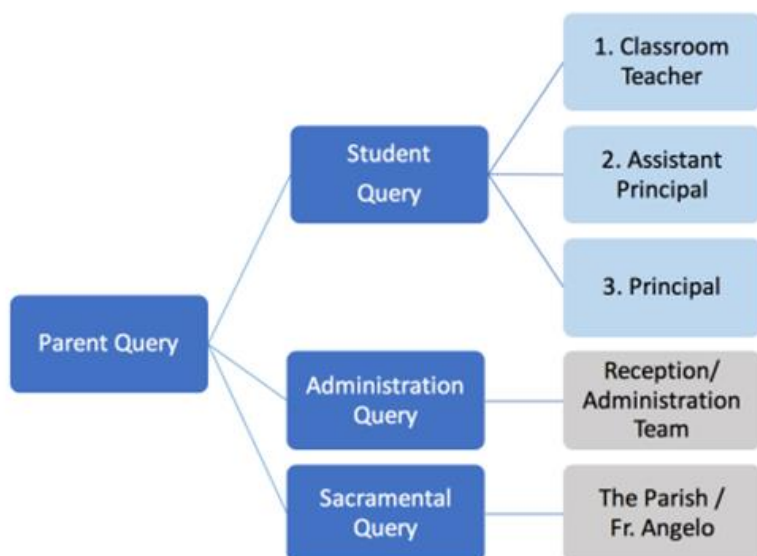 Parent Query
Student
Query
1. Classroom
Teacher
2. Assistant
Principal
3. Principal
Administration
Query
Reception/
Administration
Team
Sacramental
Query
The Parish /
Fr. Angelo